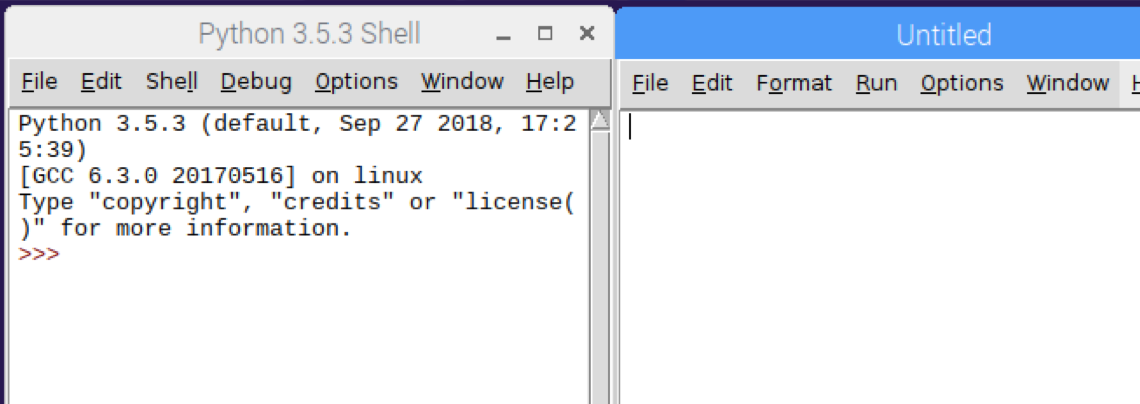 Python 3.5.3 Shell
File Edit Shell Debug Options Window Help
Python 3.5.3 (default, Sep 27 2018, 17:2
5:39)
[GCC 6.3.0 20170516] on linux
Type "copyright", "credits" or "license(
)" for more information.
>>>
Untitled
File Edit Format Run Options Window H